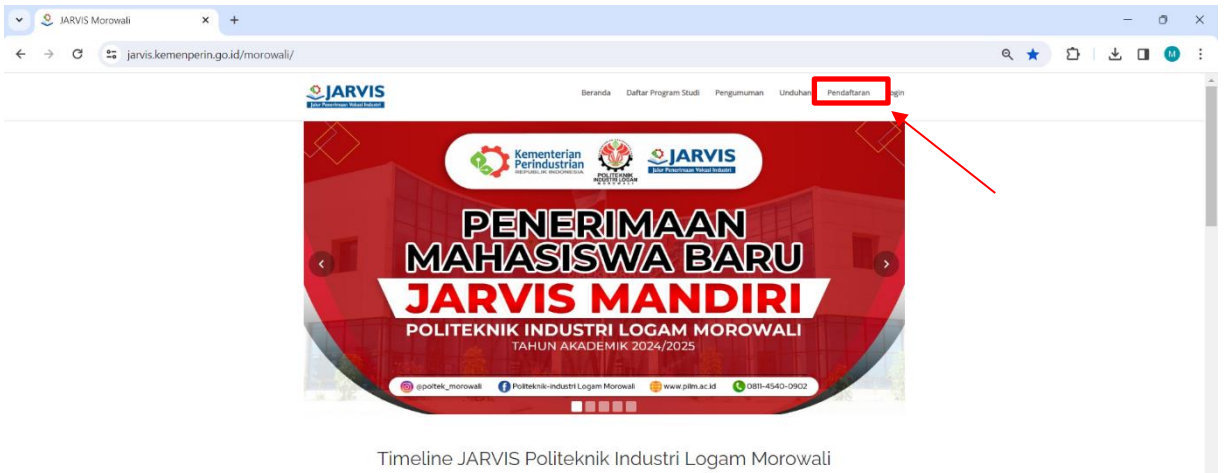 JARVIS Morowali
jarvis.kemenperin.go.id/morowali/
M
JARVIS
Jalur Penerimaan Vokasi Industri
Beranda Daftar Program Studi Pengumuman Unduhan Pendaftaran Login
Kementerian
Perindustrian
REPUBLIK INDONESIA
POLITEKNIK
INDUSTRI LOGAM
MOROWALI
JARVIS
Jalur Penerimaan Vokasi Industri
PENERIMAAN
MAHASISWA BARU
JARVIS MANDIRI
POLITEKNIK INDUSTRI LOGAM MOROWALI
TAHUN AKADEMIK 2024/2025
@poltek_morowali Politeknik-industri Logam Morowali www.pilm.ac.id 0811-4540-0902
Timeline JARVIS Politeknik Industri Logam Morowali